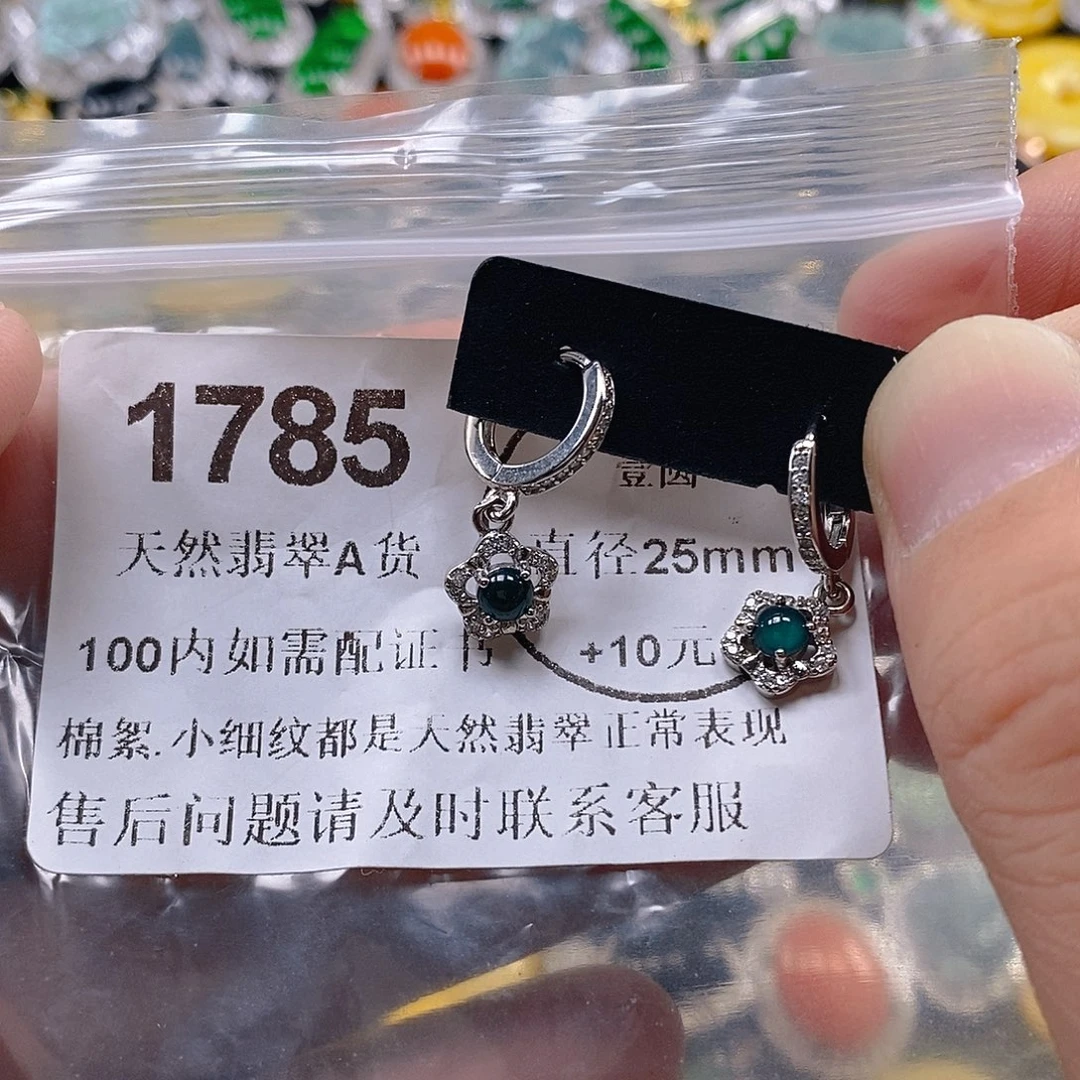 1785
天然翡翠A货 直径25mm
100内如需配证书 +10元
棉絮.小细纹都是天然翡翠正常表现
售后问题请及时联系客服